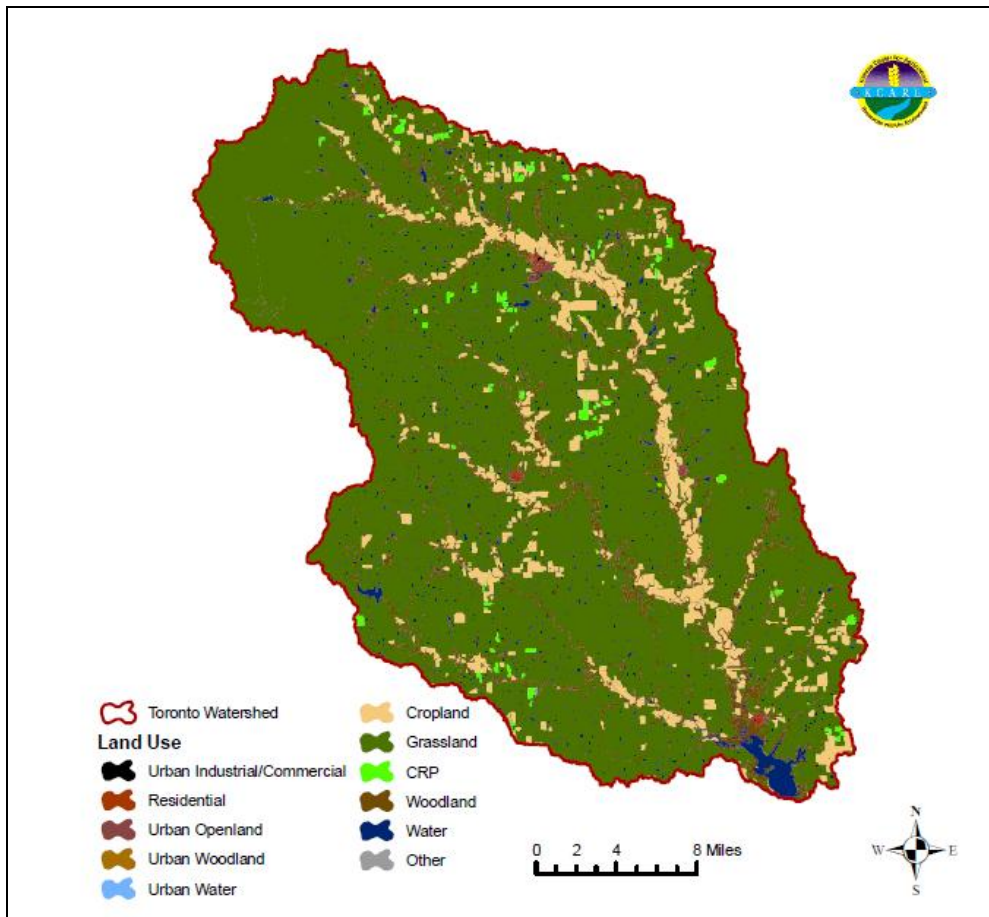 KCARE
Toronto Watershed
Land Use
Urban Industrial/Commercial
Residential
Urban Openland
Urban Woodland
Urban Water
Cropland
Grassland
CRP
Woodland
Water
Other
0 2 4 8 Miles
N
W E
S